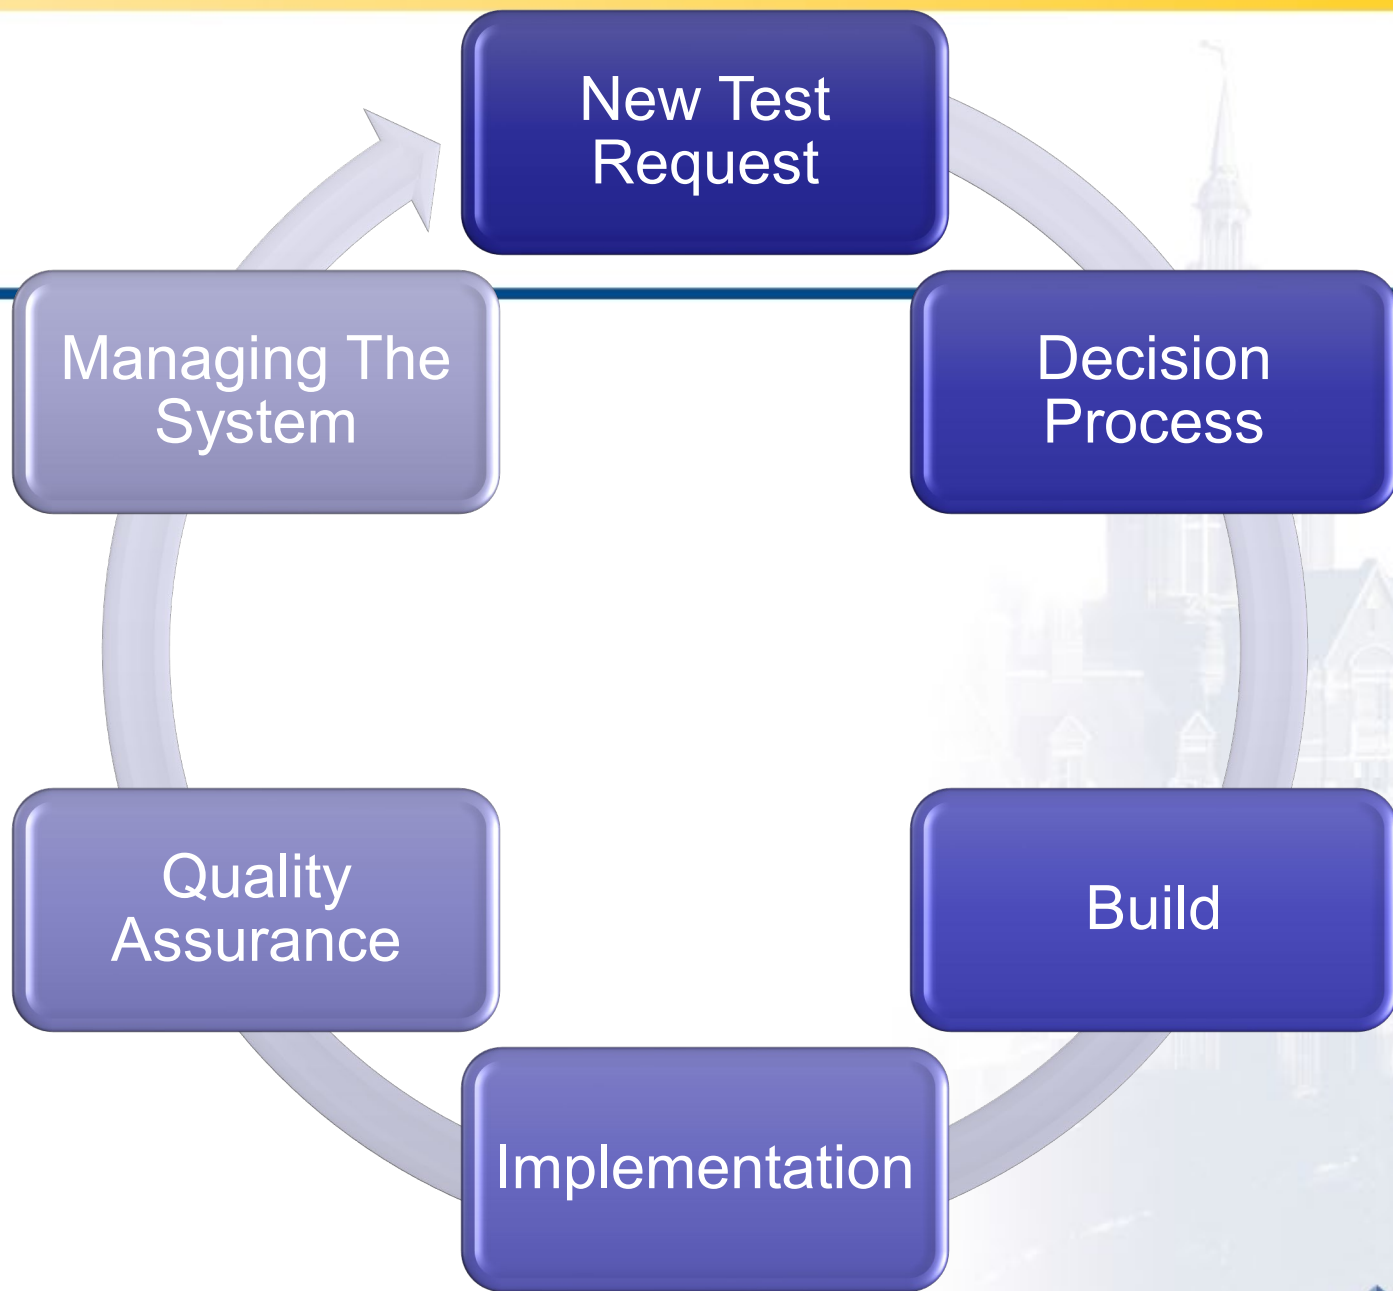 New Test
Request
Decision
Process
Build
Implementation
Quality
Assurance
Managing The
System